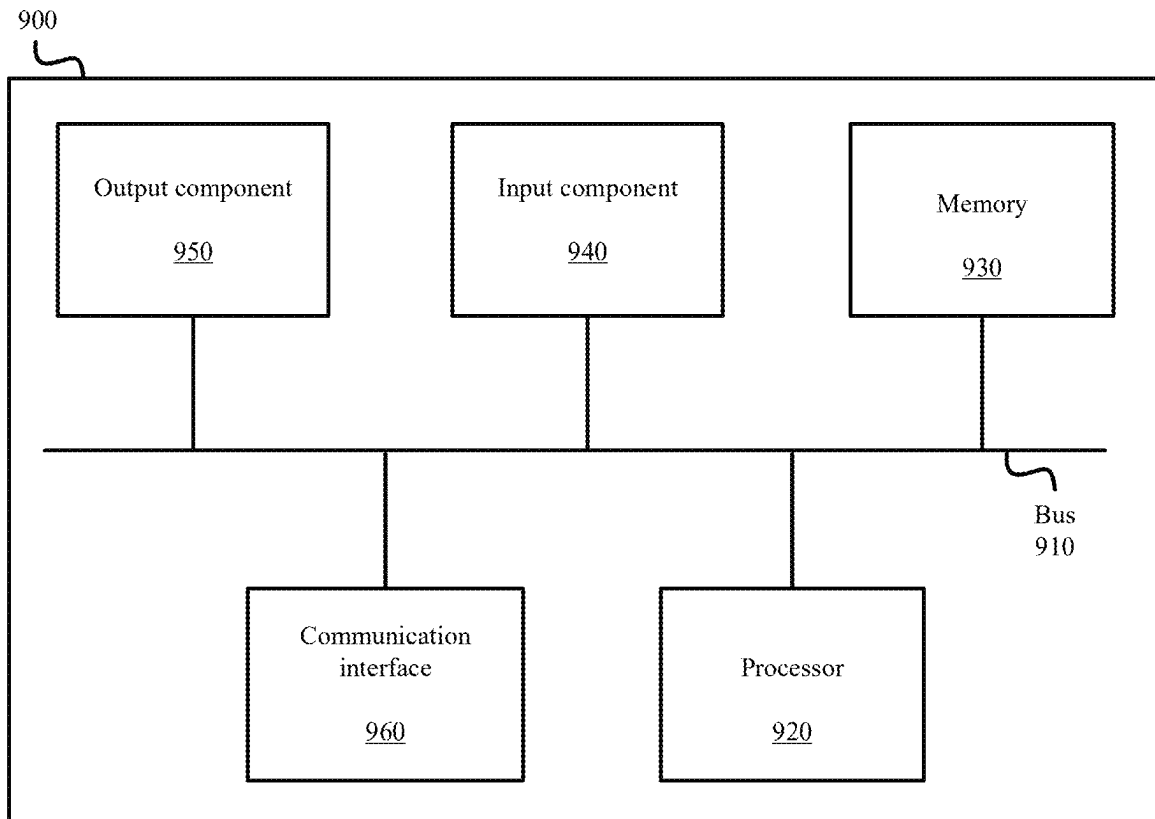 900
Output component
950
Input component
940
Memory
930
Bus
910
Communication
interface
960
Processor
920